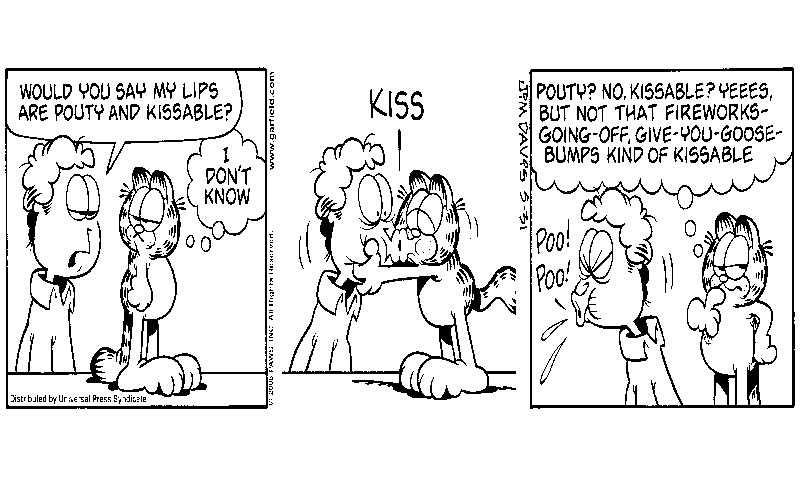 WOULD YOU SAY MY LIPS
ARE POUTY AND KISSABLE?
I
DON'T
KNOW
Distributed by Universal Press Syndicate
www.garfield.com
© 2006 PAWS, INC. All Rights Reserved.
KISS
JIM DAVIS 5-31
POUTY? NO. KISSABLE? YEEES,
BUT NOT THAT FIREWORKS-
GOING-OFF, GIVE-YOU-GOOSE-
BUMPS KIND OF KISSABLE
POO!
POO!